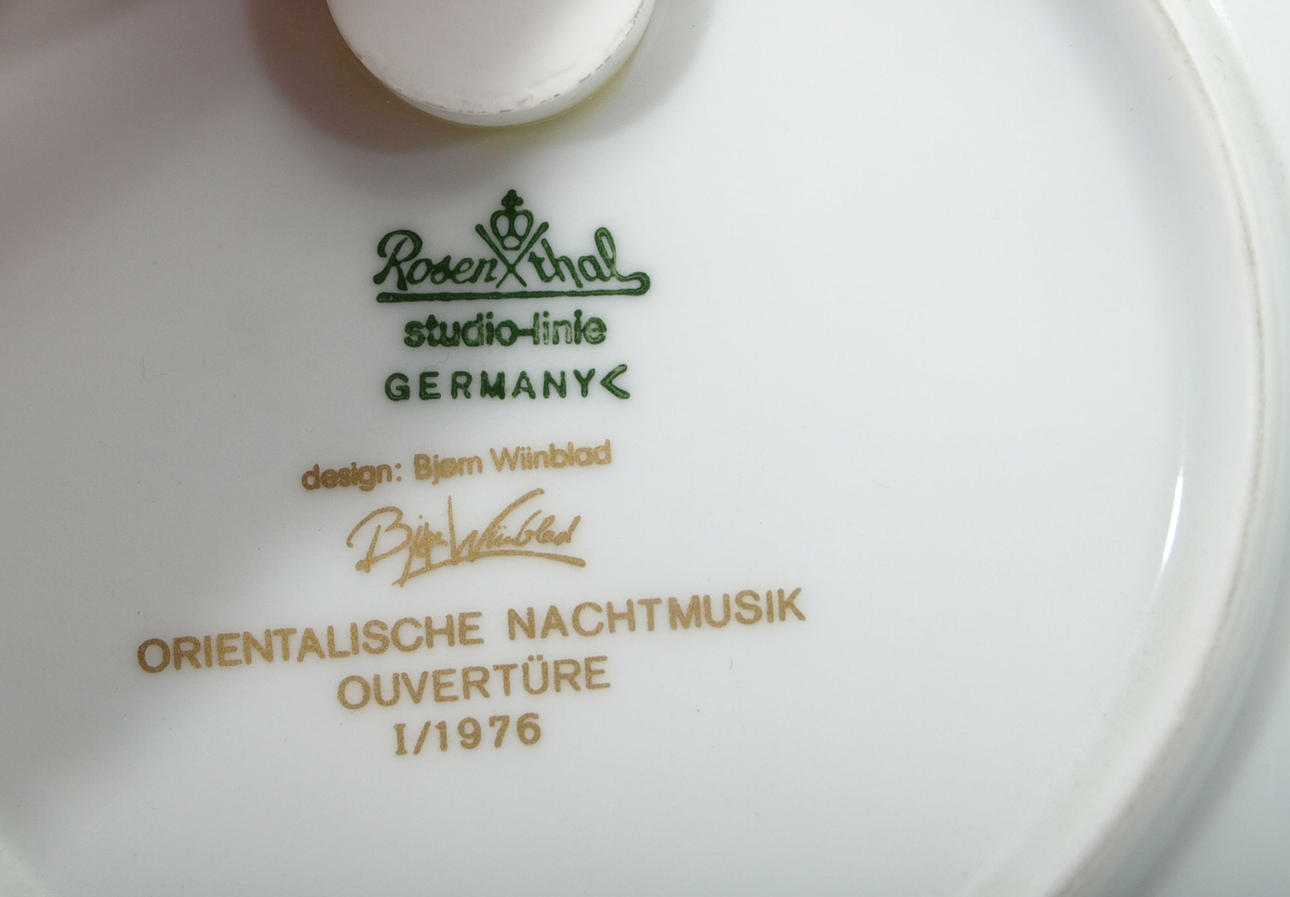 Rosenthal
studio-linie
GERMANY<
design: Bjørn Wiinblad
Bjørn Wiinblad
ORIENTALISCHE NACHTMUSIK
OUVERTÜRE
I/1976